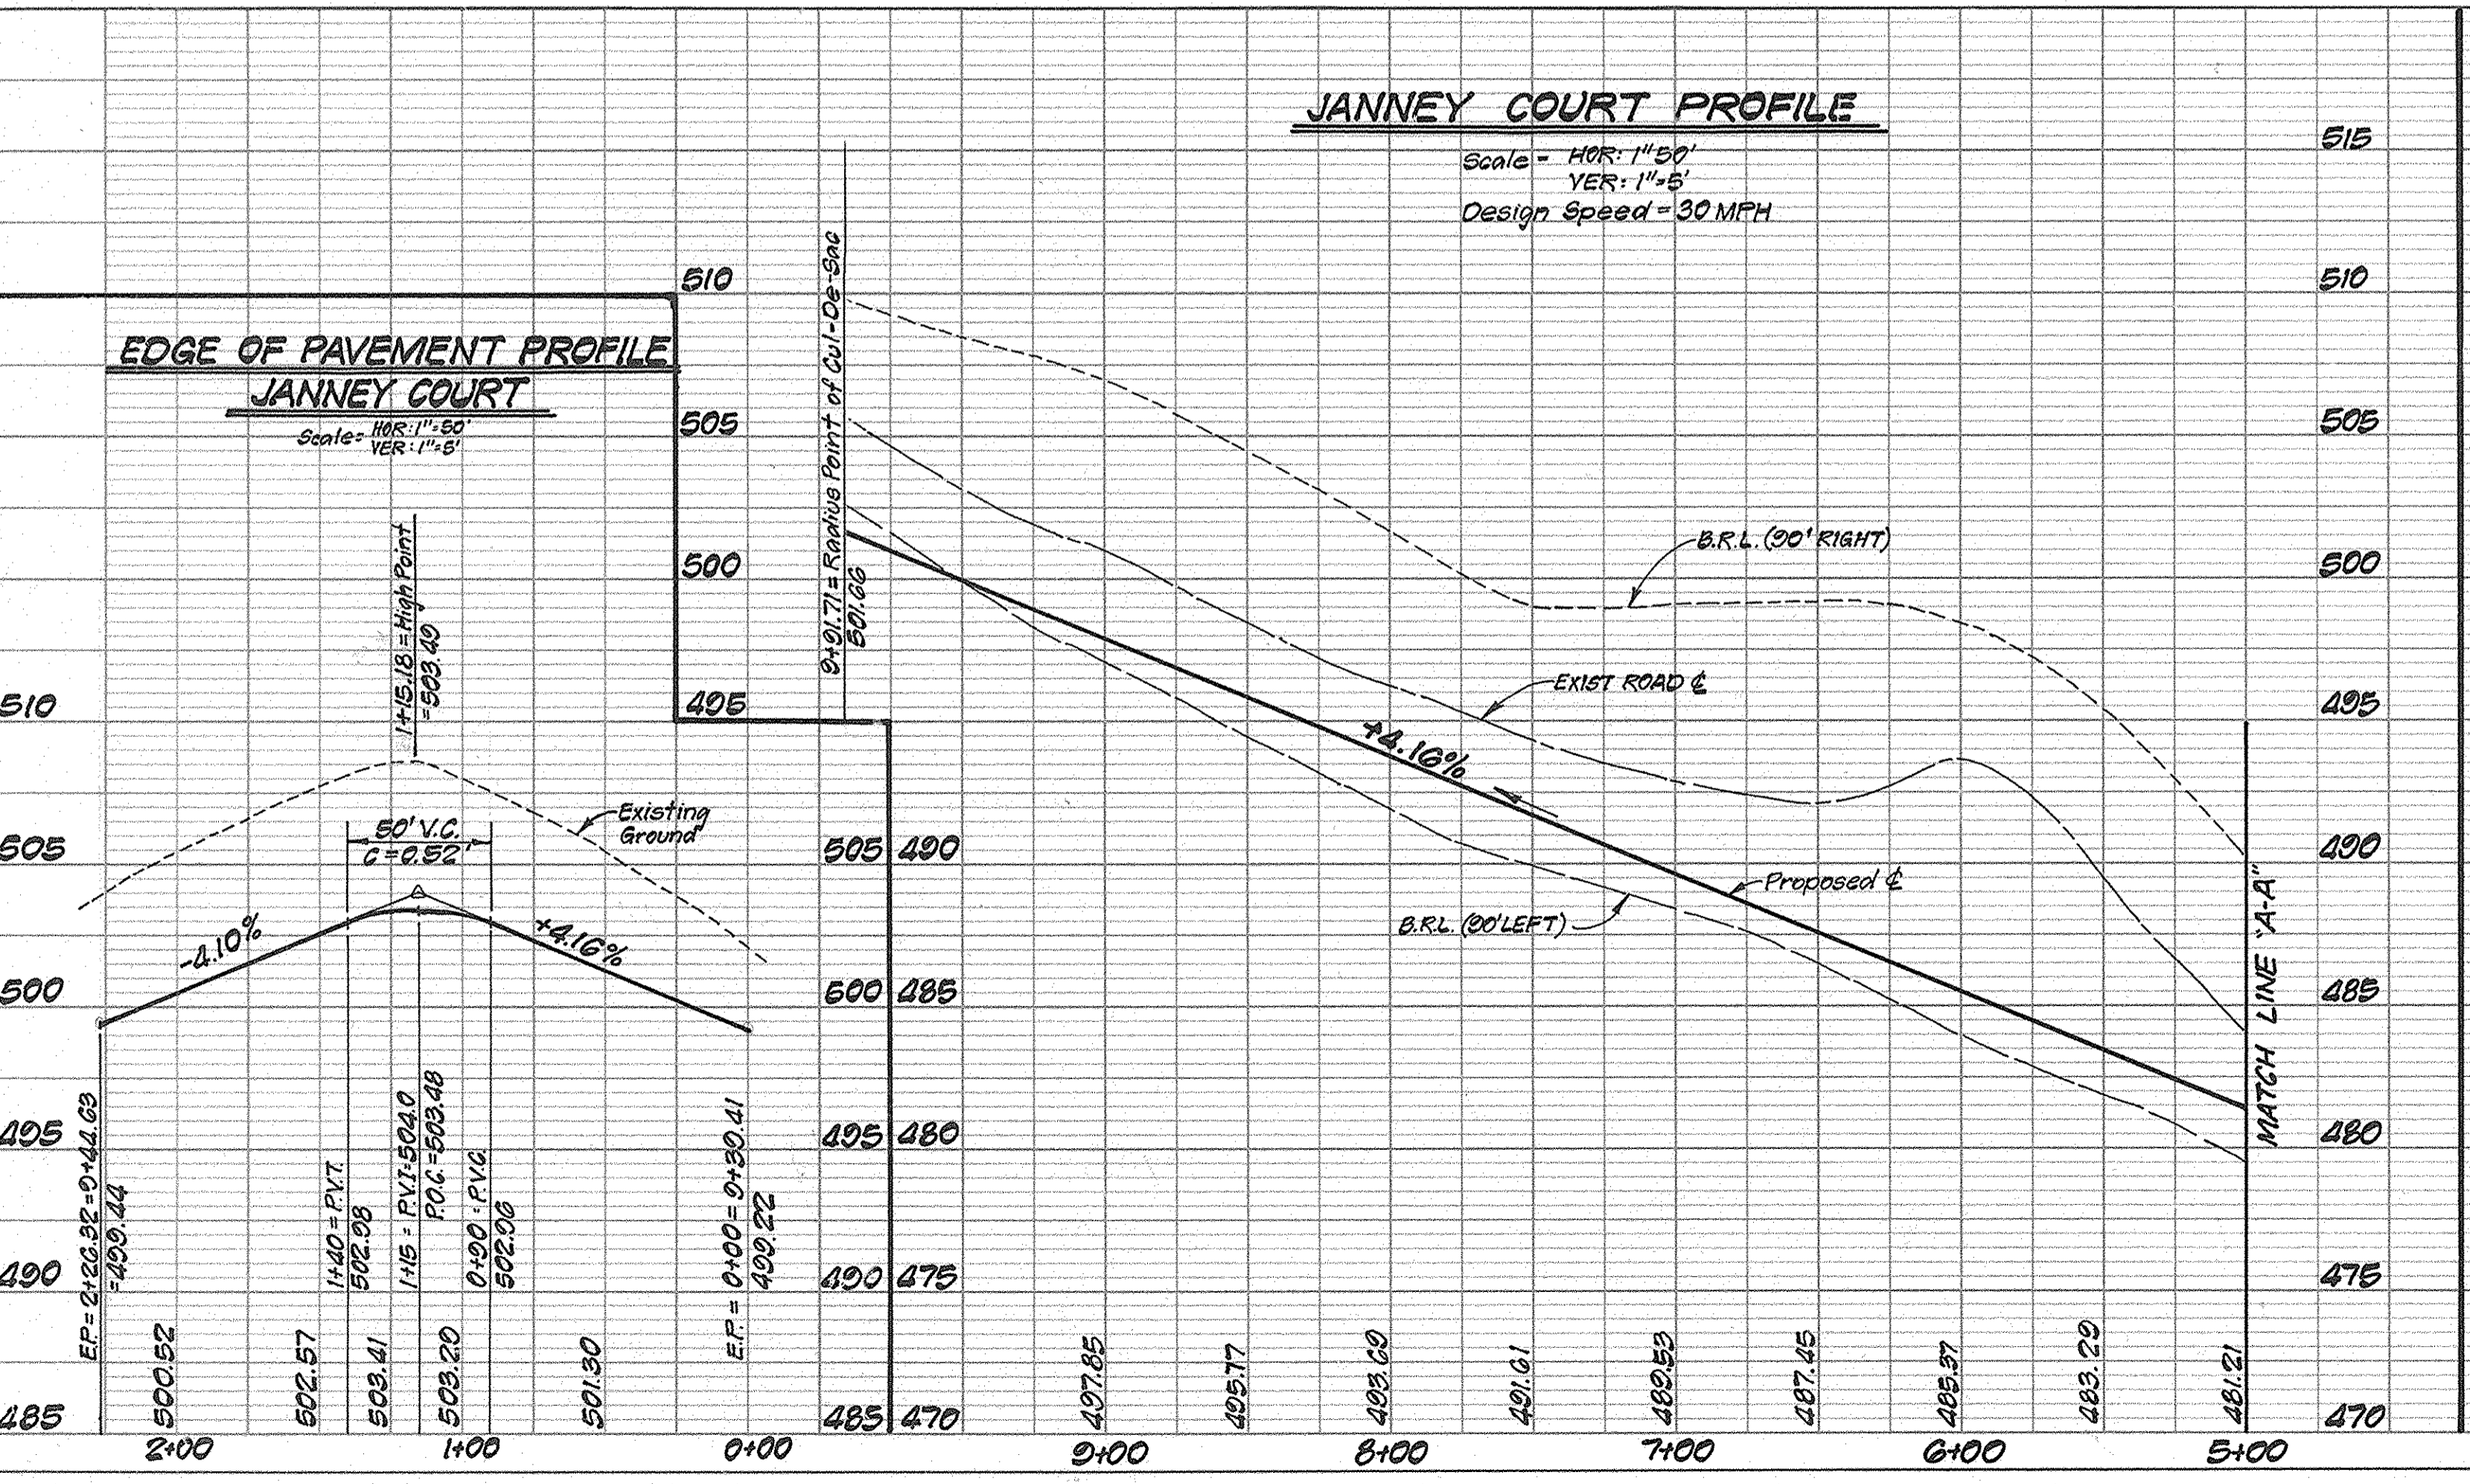 JANNEY COURT PROFILE
Scale - HOR: 1"50'
VER: 1"=5'
Design Speed = 30 MPH
515
510
505
500
495
490
485
480
475
470
510
505
500
495
EDGE OF PAVEMENT PROFILE
JANNEY COURT
Scale= HOR: 1"=50'
VER: 1"=5'
1+15.18 = High Point
=503.49
9+91.71 = Radius Point of Cul-De-Sac
501.66
B.R.L. (90' RIGHT)
EXIST ROAD ℄
+4.16%
Proposed ℄
B.R.L. (90' LEFT)
MATCH LINE "A-A"
510
505
500
495
490
485
50' V.C.
C=0.52'
Existing
Ground
-4.10%
+4.16%
505 490
500 485
495 480
490 475
485 470
E.P. = 2+26.32 = 9+44.63
=499.44
1+40 = P.V.T.
502.98
1+15 = P.V.I = 504.0
P.O.C = 503.48
0+90 = P.V.C.
502.96
E.P. = 0+00 = 9+39.41
499.22
500.52
502.57
503.41
503.20
501.30
497.85
495.77
493.69
491.61
489.53
487.45
485.37
483.29
481.21
2+00
1+00
0+00
9+00
8+00
7+00
6+00
5+00